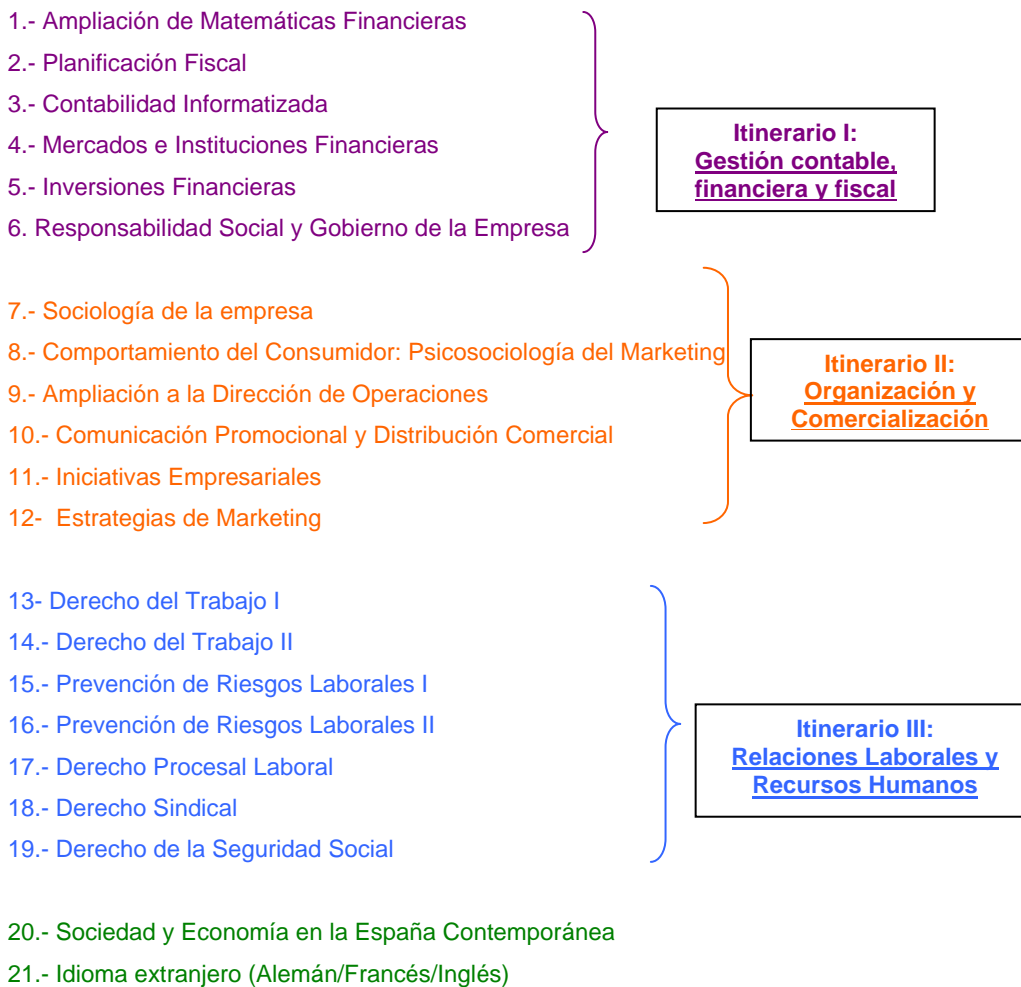 1.- Ampliación de Matemáticas Financieras
2.- Planificación Fiscal
3.- Contabilidad Informatizada
4.- Mercados e Instituciones Financieras
5.- Inversiones Financieras
6. Responsabilidad Social y Gobierno de la Empresa
Itinerario I:
Gestión contable,
financiera y fiscal
7.- Sociología de la empresa
8.- Comportamiento del Consumidor: Psicosociología del Marketing
9.- Ampliación a la Dirección de Operaciones
10.- Comunicación Promocional y Distribución Comercial
11.- Iniciativas Empresariales
12-  Estrategias de Marketing
Itinerario II:
Organización y
Comercialización
13- Derecho del Trabajo I
14.- Derecho del Trabajo II
15.- Prevención de Riesgos Laborales I
16.- Prevención de Riesgos Laborales II
17.- Derecho Procesal Laboral
18.- Derecho Sindical
19.- Derecho de la Seguridad Social
Itinerario III:
Relaciones Laborales y
Recursos Humanos
20.- Sociedad y Economía en la España Contemporánea
21.- Idioma extranjero (Alemán/Francés/Inglés)